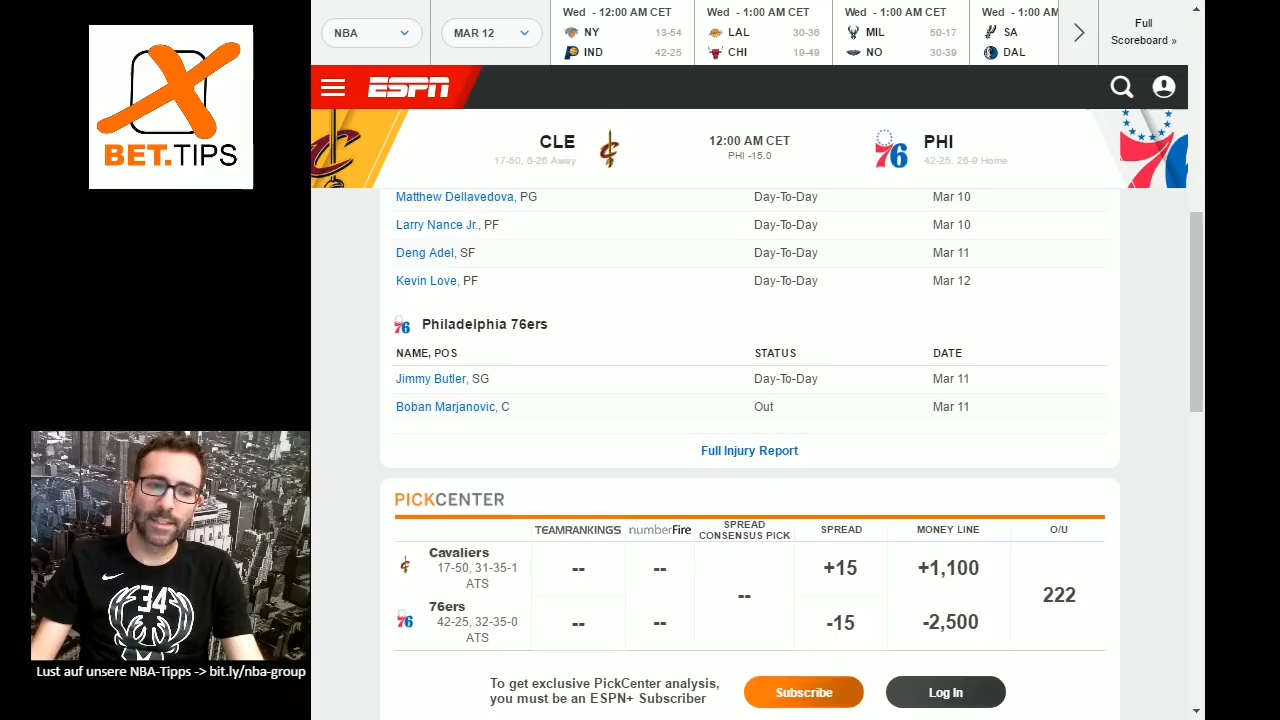 BET.TIPS
NBA
MAR 12
Wed - 12:00 AM CET
NY 13-54
IND 42-25
Wed - 1:00 AM CET
LAL 30-36
CHI 19-49
Wed - 1:00 AM CET
MIL 50-17
NO 30-39
Wed - 1:00 AM
SA
DAL
Full
Scoreboard »
ESPN
CLE
17-50, 6-26 Away
12:00 AM CET
PHI -15.0
76
PHI
42-25, 26-9 Home
Matthew Dellavedova, PG Day-To-Day Mar 10
Larry Nance Jr., PF Day-To-Day Mar 10
Deng Adel, SF Day-To-Day Mar 11
Kevin Love, PF Day-To-Day Mar 12
76 Philadelphia 76ers
NAME, POS STATUS DATE
Jimmy Butler, SG Day-To-Day Mar 11
Boban Marjanovic, C Out Mar 11
Full Injury Report
PICKCENTER
TEAMRANKINGS numberFire SPREAD CONSENSUS PICK SPREAD MONEY LINE O/U
Cavaliers
17-50, 31-35-1
ATS
-- -- +15 +1,100
-- 222
76ers
42-25, 32-35-0
ATS
-- -- -15 -2,500
To get exclusive PickCenter analysis,
you must be an ESPN+ Subscriber
Subscribe
Log In
34
Lust auf unsere NBA-Tipps -> bit.ly/nba-group